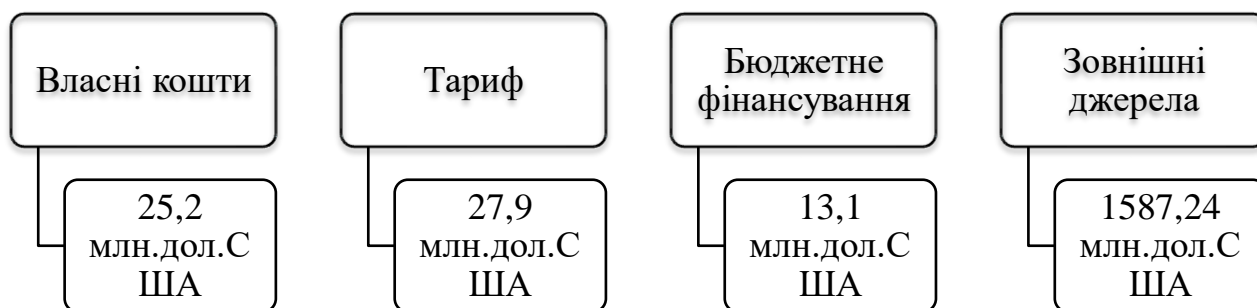 Власні кошти
25,2
млн.дол.С
ША
Тариф
27,9
млн.дол.С
ША
Бюджетне
фінансування
13,1
млн.дол.С
ША
Зовнішні
джерела
1587,24
млн.дол.С
ША